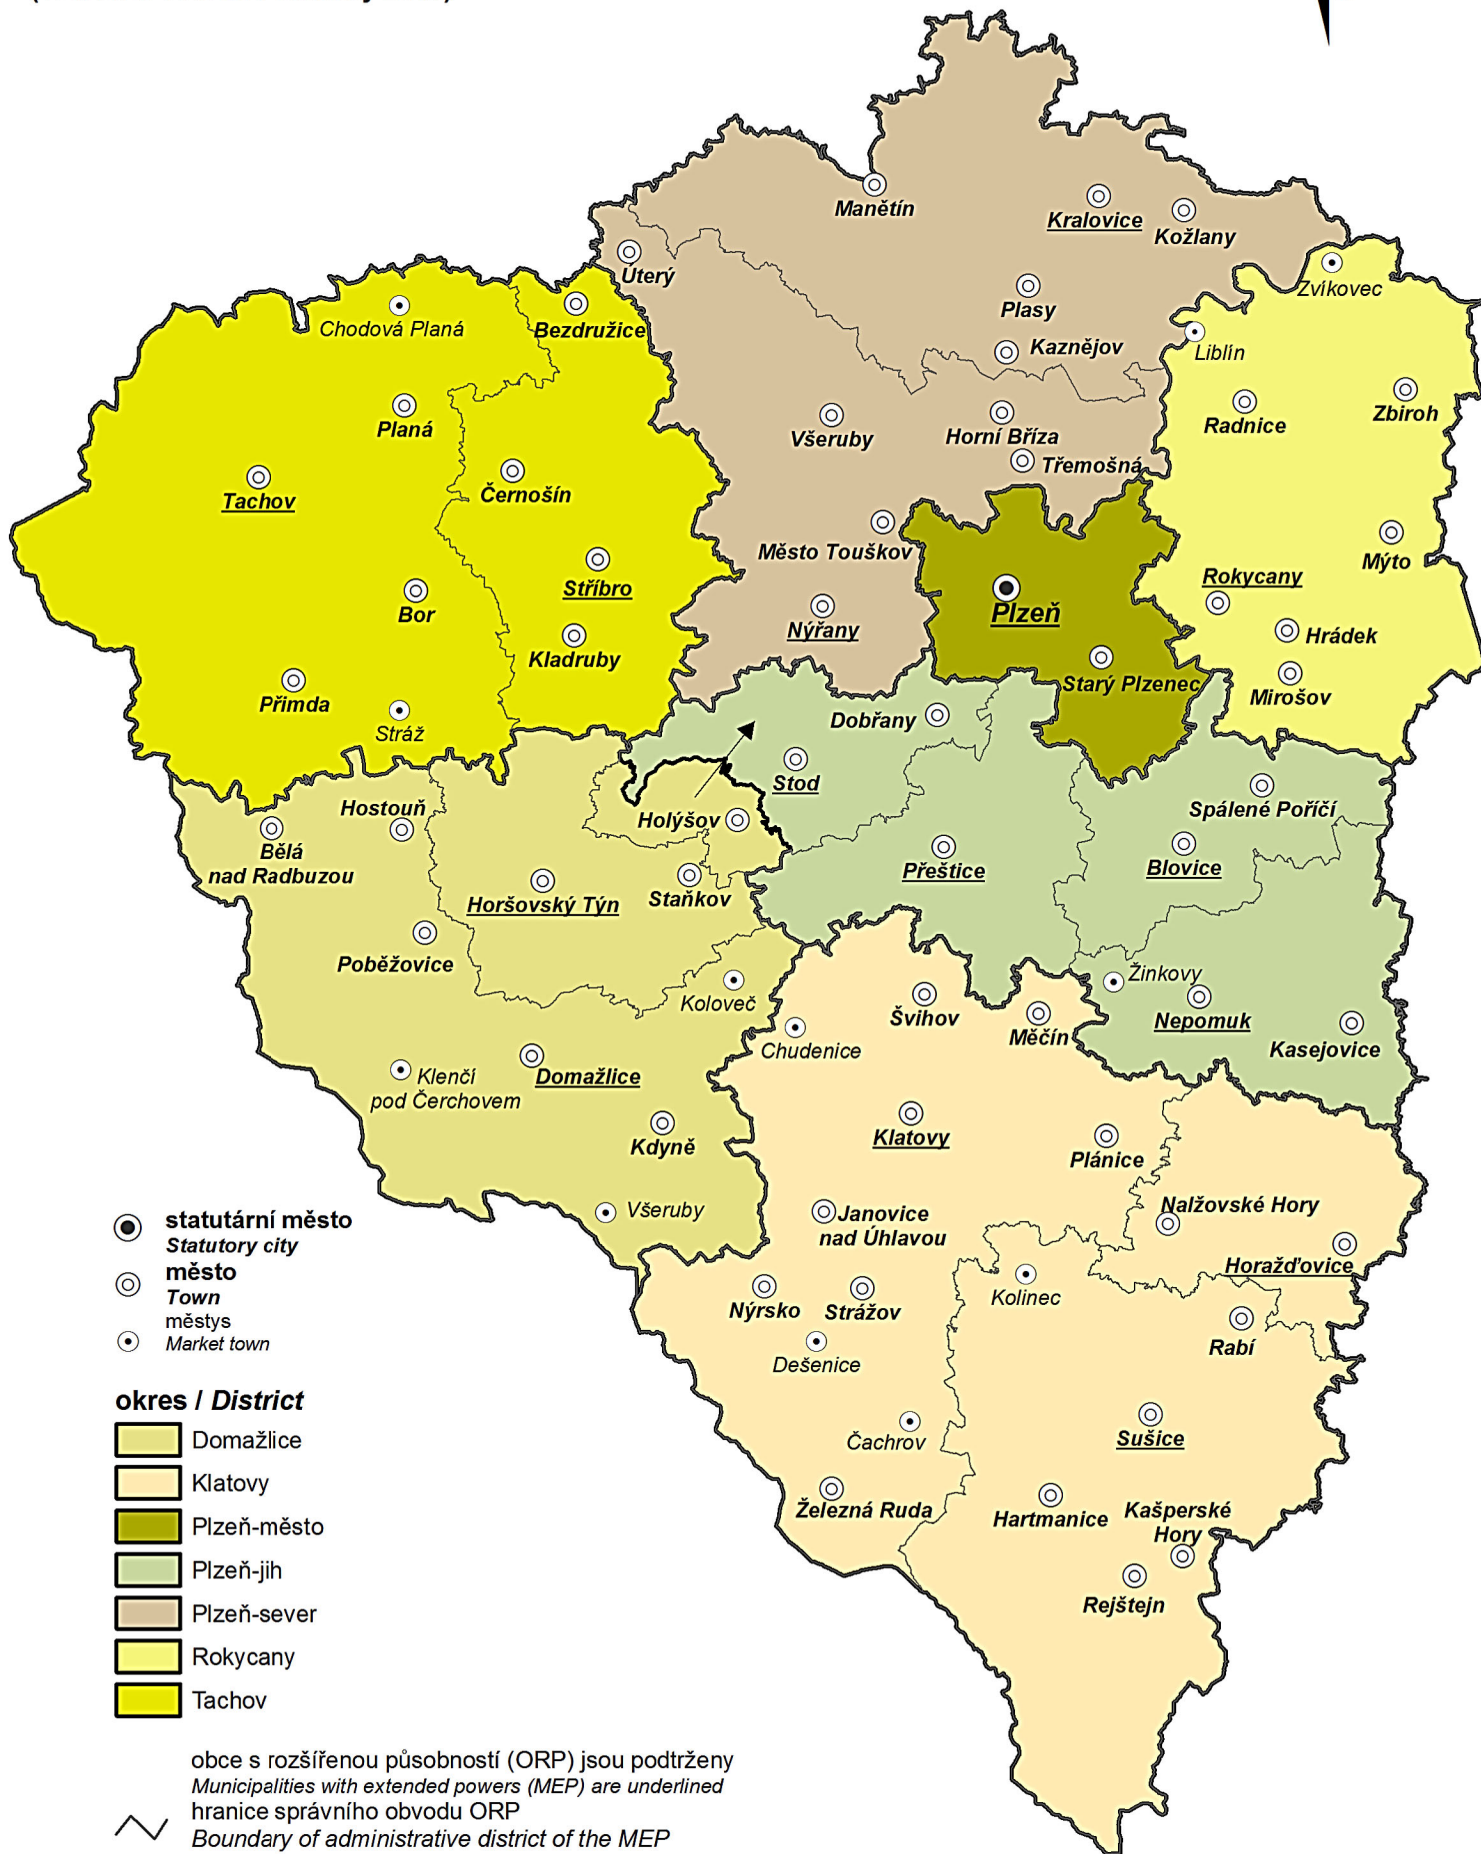 Manětín
Kralovice
Kožlany
Úterý
Zvíkovec
Plasy
Chodová Planá
Bezdružice
Kaznějov
Liblín
Planá
Všeruby
Horní Bříza
Radnice
Zbiroh
Třemošná
Tachov
Černošín
Město Touškov
Mýto
Stříbro
Rokycany
Bor
Plzeň
Nýřany
Hrádek
Kladruby
Starý Plzenec
Mirošov
Přimda
Stráž
Dobřany
Stod
Spálené Poříčí
Hostouň
Holýšov
Bělá
nad Radbuzou
Přeštice
Blovice
Horšovský Týn
Staňkov
Poběžovice
Žinkovy
Koloveč
Švihov
Nepomuk
Měčín
Kasejovice
Chudenice
Klenčí
pod Čerchovem
Domažlice
Klatovy
Kdyně
Plánice
Všeruby
Janovice
nad Úhlavou
Nalžovské Hory
Horažďovice
Kolinec
Nýrsko
Strážov
Rabí
Dešenice
Čachrov
Sušice
Železná Ruda
Hartmanice
Kašperské
Hory
Rejštejn
statutární město
Statutory city
město
Town
městys
Market town
okres / District
Domažlice
Klatovy
Plzeň-město
Plzeň-jih
Plzeň-sever
Rokycany
Tachov
obce s rozšířenou působností (ORP) jsou podtrženy
Municipalities with extended powers (MEP) are underlined
hranice správního obvodu ORP
Boundary of administrative district of the MEP